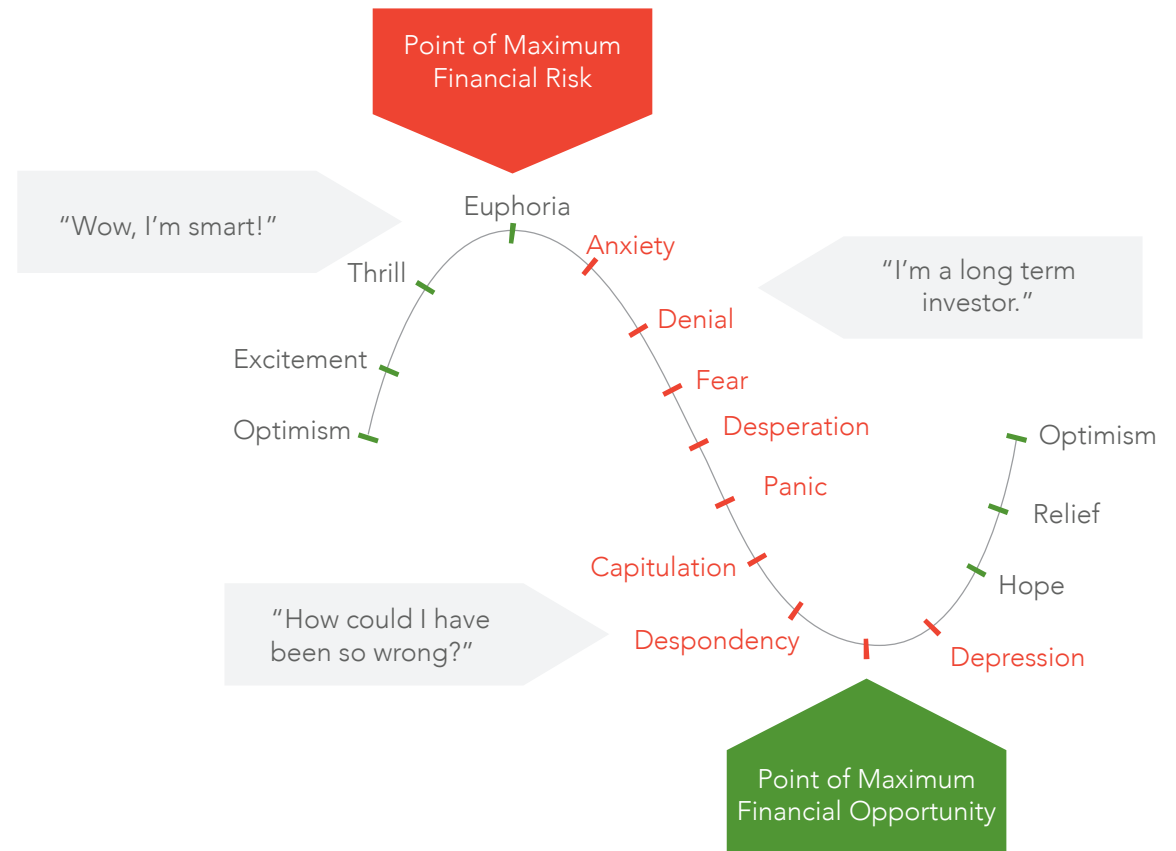 Point of Maximum
Financial Risk
Euphoria
“Wow, I’m smart!”
Anxiety
Thrill
“I’m a long term
investor.”
Denial
Excitement
Fear
Optimism
Desperation
Optimism
Panic
Relief
Capitulation
Hope
“How could I have
been so wrong?”
Despondency
Depression
Point of Maximum
Financial Opportunity